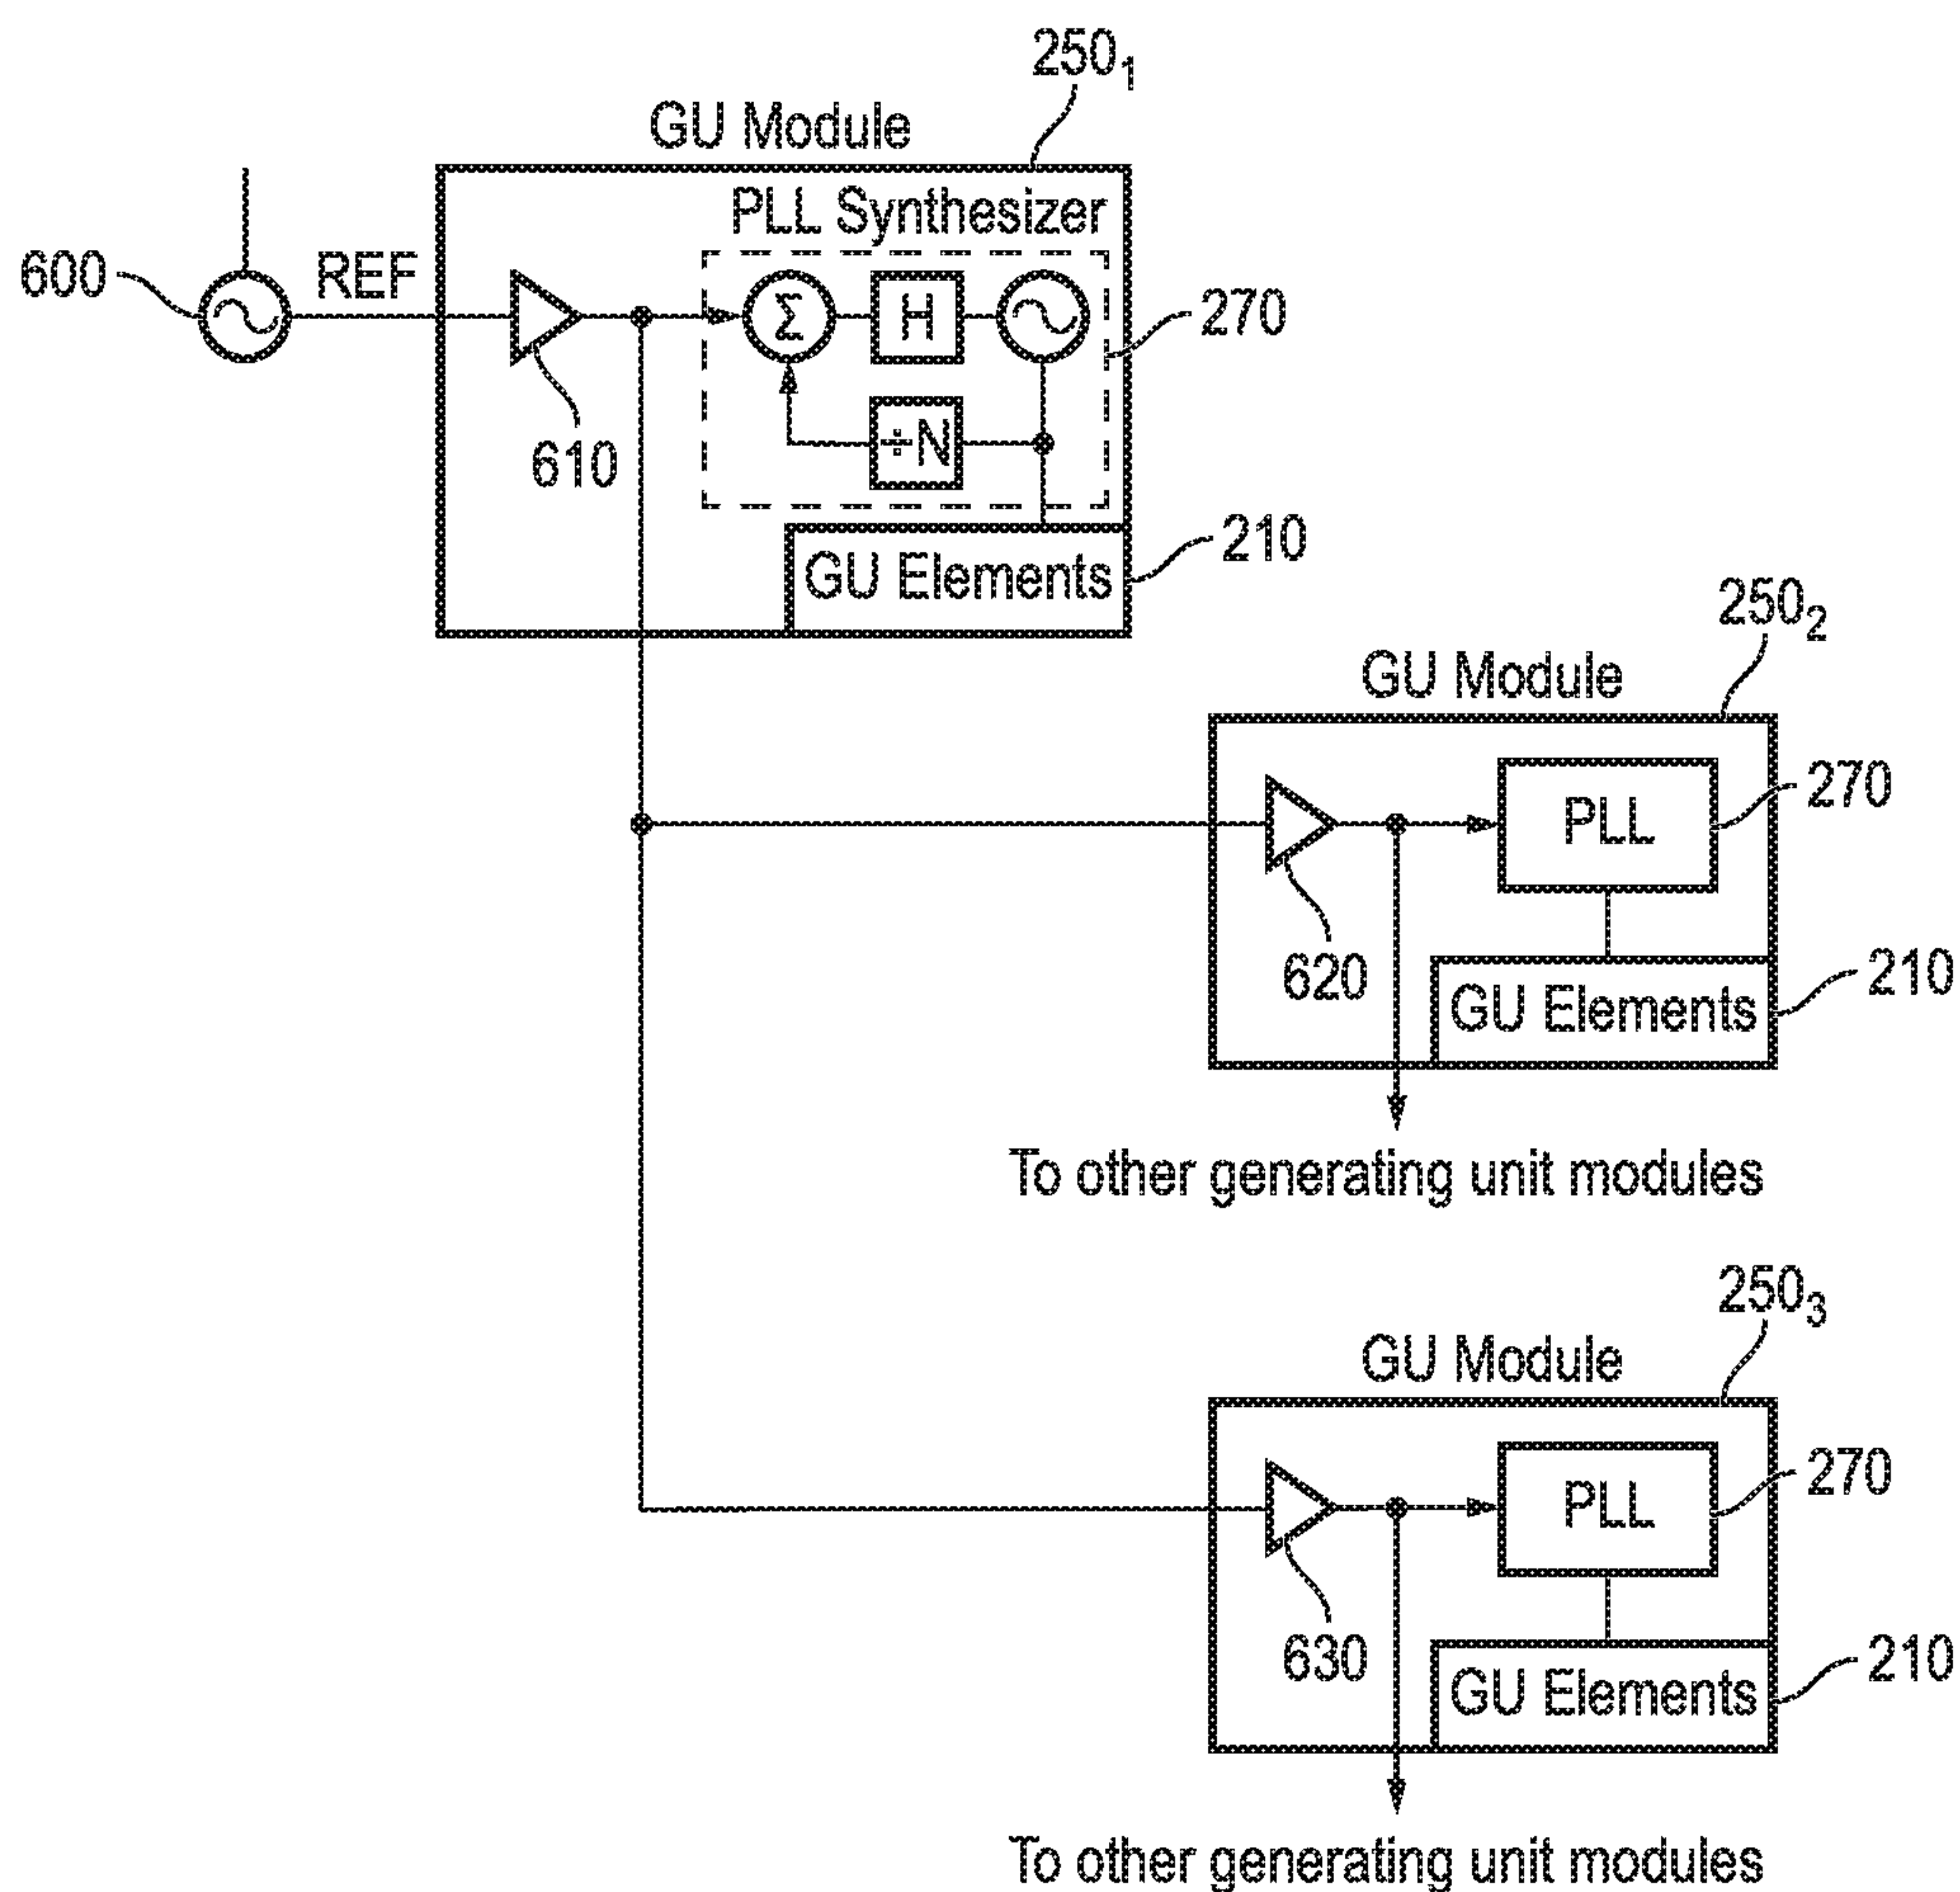 250₁
GU Module
PLL Synthesizer
600
REF
Σ
H
270
610
÷N
GU Elements
210
250₂
GU Module
PLL
270
620
GU Elements
210
To other generating unit modules
250₃
GU Module
PLL
270
630
GU Elements
210
To other generating unit modules